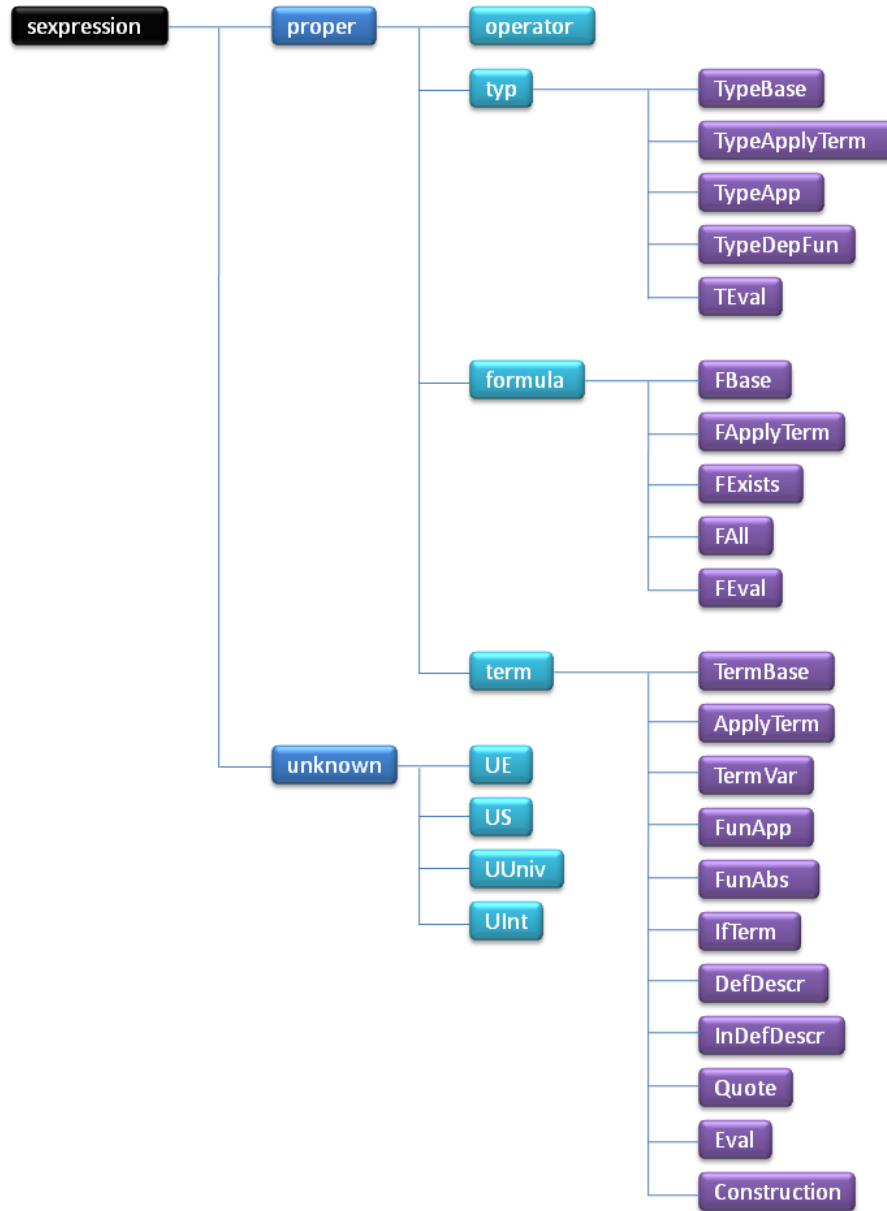 sexpression
proper
operator
typ
TypeBase
TypeApplyTerm
TypeApp
TypeDepFun
TEval
formula
FBase
FApplyTerm
FExists
FAll
FEval
term
TermBase
ApplyTerm
TermVar
FunApp
FunAbs
IfTerm
DefDescr
InDefDescr
Quote
Eval
Construction
unknown
UE
US
UUniv
UInt